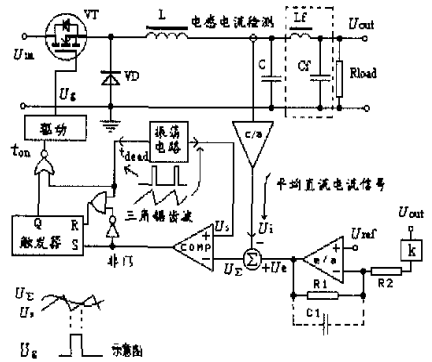 VT
L
电感电流检测
Lf
Uout
Uin
Ug
VD
C
Cf
Rload
驱动
振荡电路
ton
tdead
c/a
三角锯齿波
平均直流电流信号
Us
Ui
Uout
Q
R
S
触发器
非门
COMP
+
-
UΣ
Σ
-
+Ue
e/a
+
-
Uref
k
R1
R2
C1
UΣ
Us
Ug
示意图